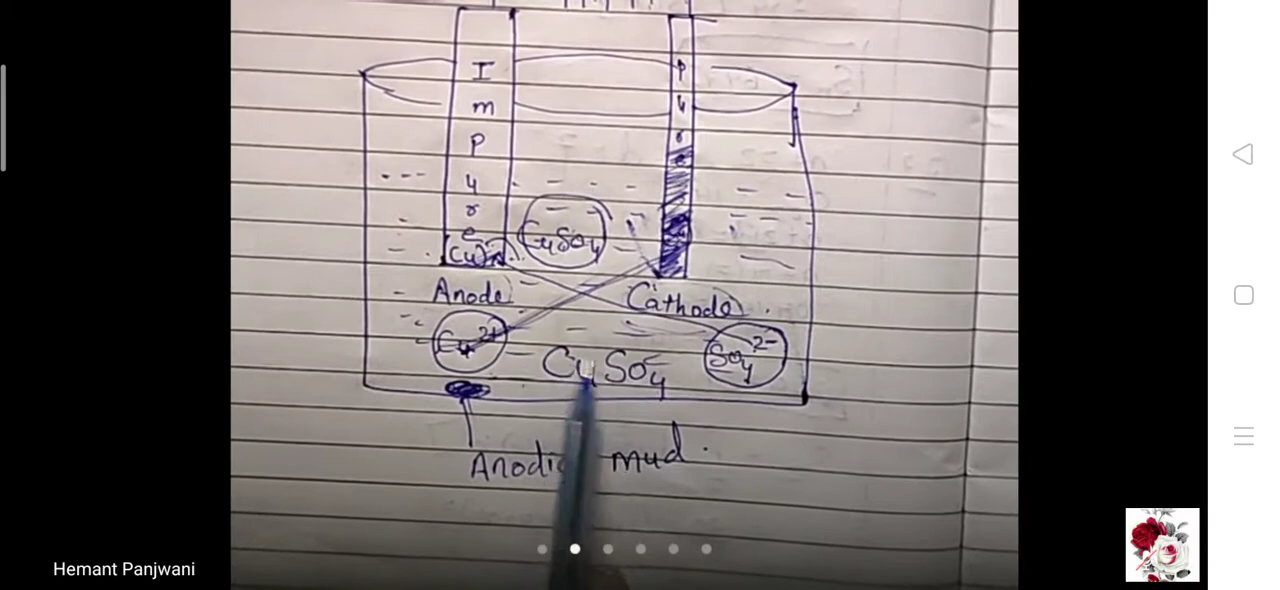 I
m
p
u
r
e
(Cu)
p
u
r
e
CuSO4
Anode
Cathode
Cu2+
SO4 2-
CuSO4
Anodic mud.
Hemant Panjwani